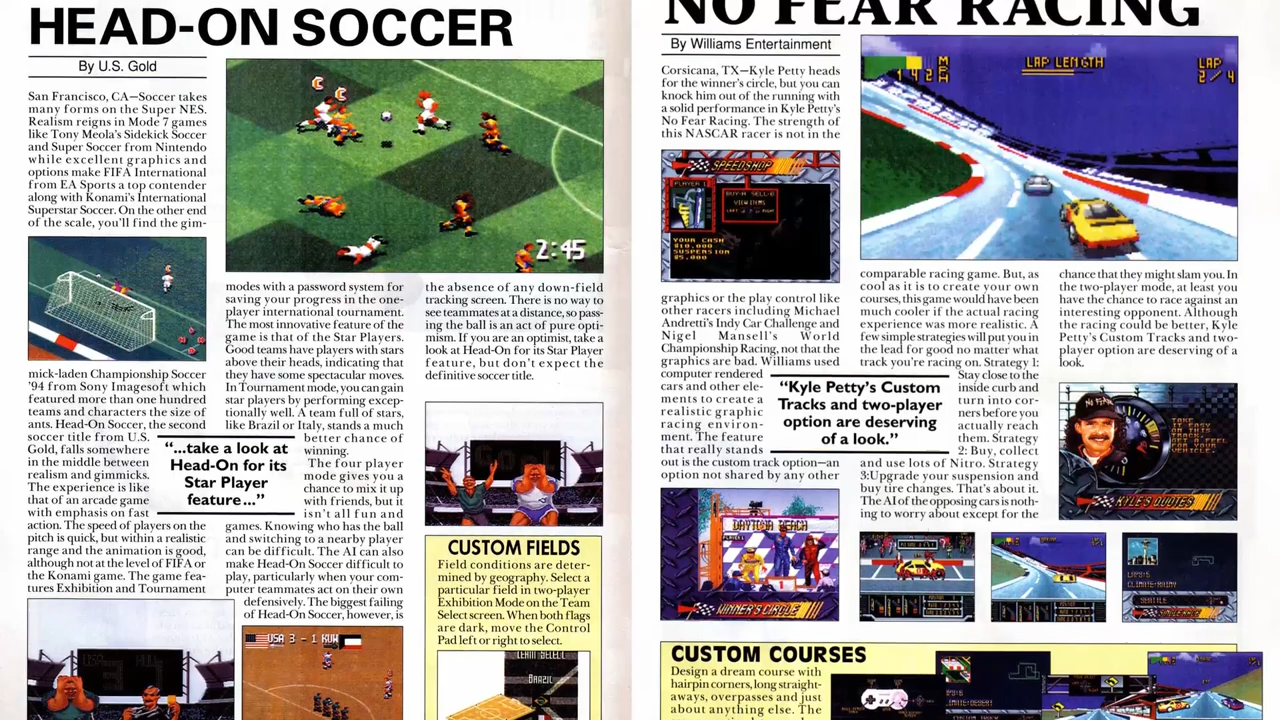 HEAD-ON SOCCER
By U.S. Gold
San Francisco, CA—Soccer takes
many forms on the Super NES.
Realism reigns in Mode 7 games
like Tony Meola's Sidekick Soccer
and Super Soccer from Nintendo
while excellent graphics and
options make FIFA International
from EA Sports a top contender
along with Konami's International
Superstar Soccer. On the other end
of the scale, you'll find the gim-
mick-laden Championship Soccer
'94 from Sony Imagesoft which
featured more than one hundred
teams and characters the size of
ants. Head-On Soccer, the second
soccer title from U.S.
Gold, falls somewhere
in the middle between
realism and gimmicks.
The experience is like
that of an arcade game
with emphasis on fast
action. The speed of players on the
pitch is quick, but within a realistic
range and the animation is good,
although not at the level of FIFA or
the Konami game. The game fea-
tures Exhibition and Tournament
2:45
modes with a password system for
saving your progress in the one-
player international tournament.
The most innovative feature of the
game is that of the Star Players.
Good teams have players with stars
above their heads, indicating that
they have some spectacular moves.
In Tournament mode, you can gain
star players by performing excep-
tionally well. A team full of stars,
like Brazil or Italy, stands a much
better chance of
winning.
The four player
mode gives you a
chance to mix it up
with friends, but it
isn't all fun and
games. Knowing who has the ball
and switching to a nearby player
can be difficult. The AI can also
make Head-On Soccer difficult to
play, particularly when your com-
puter teammates act on their own
defensively. The biggest failing
of Head-On Soccer, however, is
"...take a look at
Head-On for its
Star Player
feature..."
USA 3 - 1 KUW
the absence of any down-field
tracking screen. There is no way to
see teammates at a distance, so pass-
ing the ball is an act of pure opti-
mism. If you are an optimist, take a
look at Head-On for its Star Player
feature, but don't expect the
definitive soccer title.
CUSTOM FIELDS
Field conditions are deter-
mined by geography. Select a
particular field in two-player
Exhibition Mode on the Team
Select screen. When both flags
are dark, move the Control
Pad left or right to select.
TEAM SELECT
BRAZIL
NO FEAR RACING
By Williams Entertainment
Corsicana, TX—Kyle Petty heads
for the winner's circle, but you can
knock him out of the running with
a solid performance in Kyle Petty's
No Fear Racing. The strength of
this NASCAR racer is not in the
SPEEDSHOP
PLAYER 1
BUY-A SELL-B
VIEW ITEMS
YOUR CASH
$10,000
SUSPENSION
$5,000
graphics or the play control like
other racers including Michael
Andretti's Indy Car Challenge and
Nigel Mansell's World
Championship Racing, not that the
graphics are bad. Williams used
computer rendered
cars and other ele-
ments to create a
realistic graphic
racing environ-
ment. The feature
that really stands
out is the custom track option—an
option not shared by any other
"Kyle Petty's Custom
Tracks and two-player
option are deserving
of a look."
DAYTONA BEACH
WINNER'S CIRCLE
142 MPH
LAP LENGTH
LAP
2/4
comparable racing game. But, as
cool as it is to create your own
courses, this game would have been
much cooler if the actual racing
experience was more realistic. A
few simple strategies will put you in
the lead for good no matter what
track you're racing on. Strategy 1:
Stay close to the
inside curb and
turn into cor-
ners before you
actually reach
them. Strategy
2: Buy, collect
and use lots of Nitro. Strategy
3:Upgrade your suspension and
buy tire changes. That's about it.
The AI of the opposing cars is noth-
ing to worry about except for the
chance that they might slam you. In
the two-player mode, at least you
have the chance to race against an
interesting opponent. Although
the racing could be better, Kyle
Petty's Custom Tracks and two-
player option are deserving of a
look.
NO FEAR
TAKE IT
EASY ON
THIS
TRACK.
GET A FEEL
FOR YOUR
VEHICLE.
KYLE'S QUOTES
SEATTLE
CUSTOM COURSES
Design a dream course with
hairpin corners, long straight-
aways, overpasses and just
about anything else. The